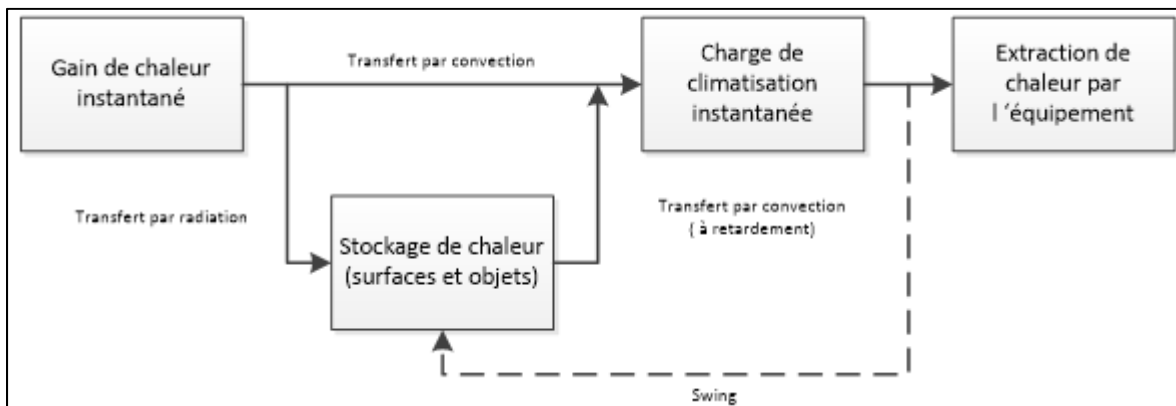 Gain de chaleur
instantané
Transfert par convection
Charge de
climatisation
instantanée
Extraction de
chaleur par
l ‘équipement
Transfert par radiation
Stockage de chaleur
(surfaces et objets)
Transfert par convection
( à retardement)
Swing